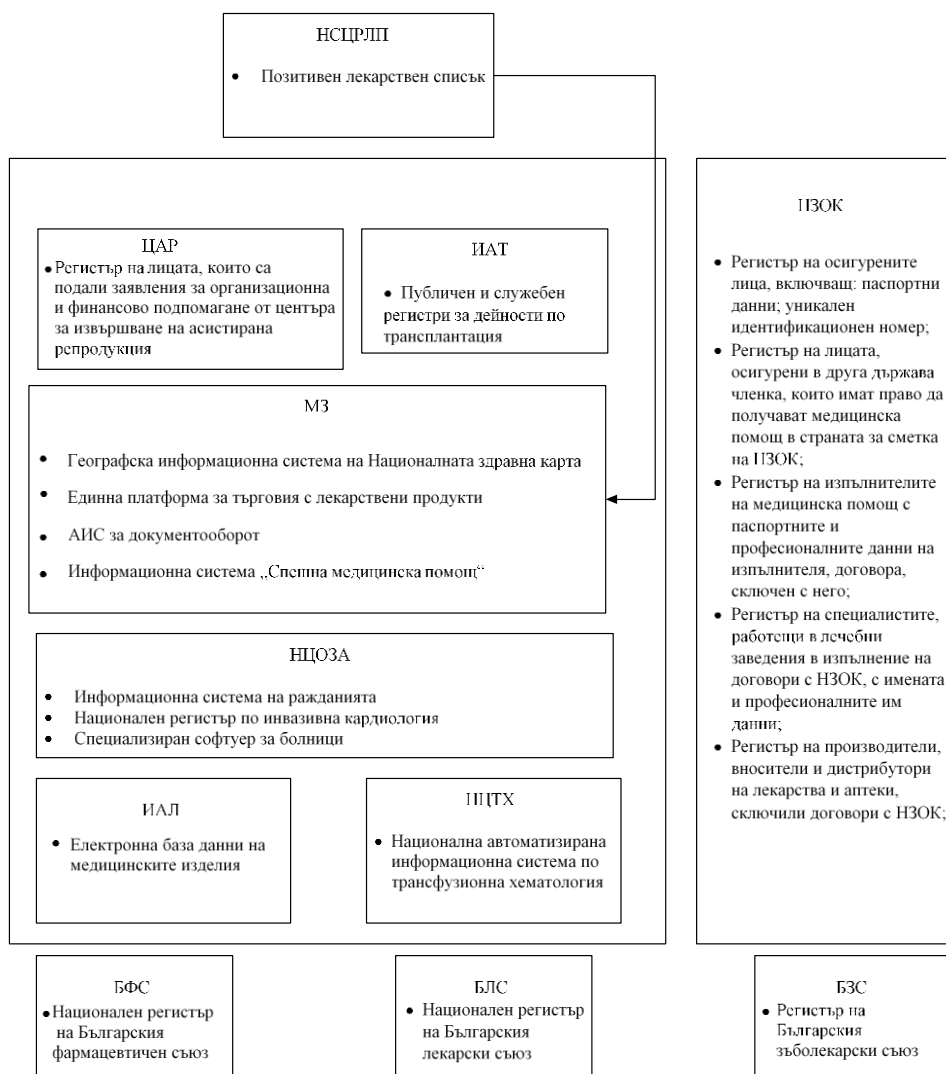 НСЦРЛП
• Позитивен лекарствен списък
ЦАР
• Регистър на лицата, които са
подали заявления за организационна
и финансово подпомагане от центъра
за извършване на асистирана
репродукция
ИАТ
• Публичен и служебен
регистри за дейности по
трансплантация
МЗ
• Географска информационна система на Националната здравна карта
• Единна платформа за търговия с лекарствени продукти
• АИС за документооборот
• Информационна система „Спешна медицинска помощ“
НЦОЗА
• Информационна система на ражданията
• Национален регистър по инвазивна кардиология
• Специализиран софтуер за болници
ИАЛ
• Електронна база данни на
медицинските изделия
НЦТХ
• Национална автоматизирана
информационна система по
трансфузионна хематология
НЗОК
• Регистър на осигурените
лица, включващ: паспортни
данни; уникален
идентификационен номер;
• Регистър на лицата,
осигурени в друга държава
членка, които имат право да
получават медицинска
помощ в страната за сметка
на НЗОК;
• Регистър на изпълнителите
на медицинска помощ с
паспортните и
професионалните данни на
изпълнителя, договора,
сключен с него;
• Регистър на специалистите,
работещи в лечебни
заведения в изпълнение на
договори с НЗОК, с имената
и професионалните им
данни;
• Регистър на производители,
вносители и дистрибутори
на лекарства и аптеки,
сключили договори с НЗОК;
БФС
• Национален регистър
на Българския
фармацевтичен съюз
БЛС
• Национален регистър
на Българския
лекарски съюз
БЗС
• Регистър на
Българския
зъболекарски съюз